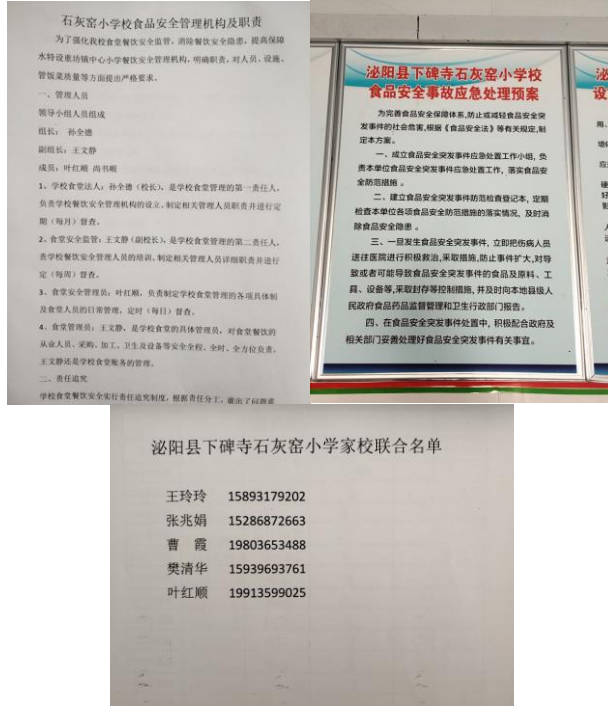 石灰窑小学校食品安全管理机构及职责
为了强化我校食堂餐饮安全监管，消除餐饮安全隐患，提高保障
水特设重坊镇中心小学餐饮安全管理机构，明确职责，对人员、设施、
管饭菜质量等方面提出严格要求。
一、管理人员
领导小组人员组成
组长： 孙全德
副组长：王文静
成员：叶红顺 尚书顺
1、学校食堂法人：孙全德（校长），是学校食堂管理的第一责任人，
负责学校餐饮安全管理机构的设立、制定相关管理人员职责并进行定
期（每月）督查。
2、食堂安全监管：王文静（副校长），是学校食堂管理的第二责任人，
责学校餐饮安全管理人员的培训、制定相关管理人员详细职责并进行
定（每周）督查。
3、食堂安全管理员：叶红顺，负责制定学校食堂管理的各项具体制
及食堂人员的日常管理，定时（每日）督查。
4、食堂管理员：王文静，是学校食堂的具体管理员，对食堂餐饮的
从业人员、采购、加工、卫生及设备等安全全程、全时、全方位负责。
王文静还是学校食堂账务的管理。
二、责任追究
学校食堂餐饮安全实行责任追究制度，根据责任分工，
泌阳县下碑寺石灰窑小学校
食品安全事故应急处理预案
为完善食品安全保障体系,防止或减轻食品安全突
发事件的社会危害,根据《食品安全法》等有关规定,制
定本方案。
一、成立食品安全突发事件应急处置工作小组, 负
责本单位食品安全突发事件应急处置工作, 落实食品安
全防范措施 。
二、建立食品安全突发事件防范检查登记本, 定期
检查本单位各项食品安全防范措施的落实情况, 及时消
除食品安全隐患 。
三、一旦发生食品安全突发事件, 立即把伤病人员
送往医院进行积极救治,采取措施, 防止事件扩大,对导
致或者可能导致食品安全突发事件的食品及原料、工
具、设备等,采取封存等控制措施, 并及时向本地县级人
民政府食品药品监督管理和卫生行政部门报告。
四、在食品安全突发事件处置中, 积极配合政府及
相关部门妥善处理好食品安全突发事件有关事宜。
泌
设
泌阳县下碑寺石灰窑小学家校联合名单
王玲玲 15893179202
张兆娟 15286872663
曹 霞 19803653488
樊清华 15939693761
叶红顺 19913599025